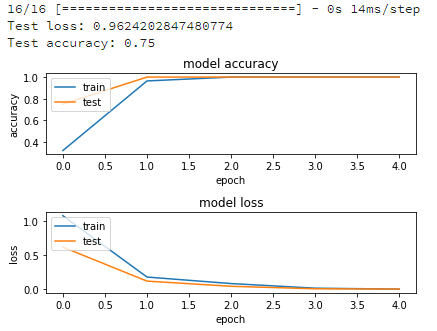 16/16 [==============================] - 0s 14ms/step
Test loss: 0.9624202847480774
Test accuracy: 0.75
model accuracy
1.0
0.8
0.6
0.4
accuracy
train
test
0.0 0.5 1.0 1.5 2.0 2.5 3.0 3.5 4.0
epoch
model loss
1.0
0.5
0.0
loss
train
test
0.0 0.5 1.0 1.5 2.0 2.5 3.0 3.5 4.0
epoch